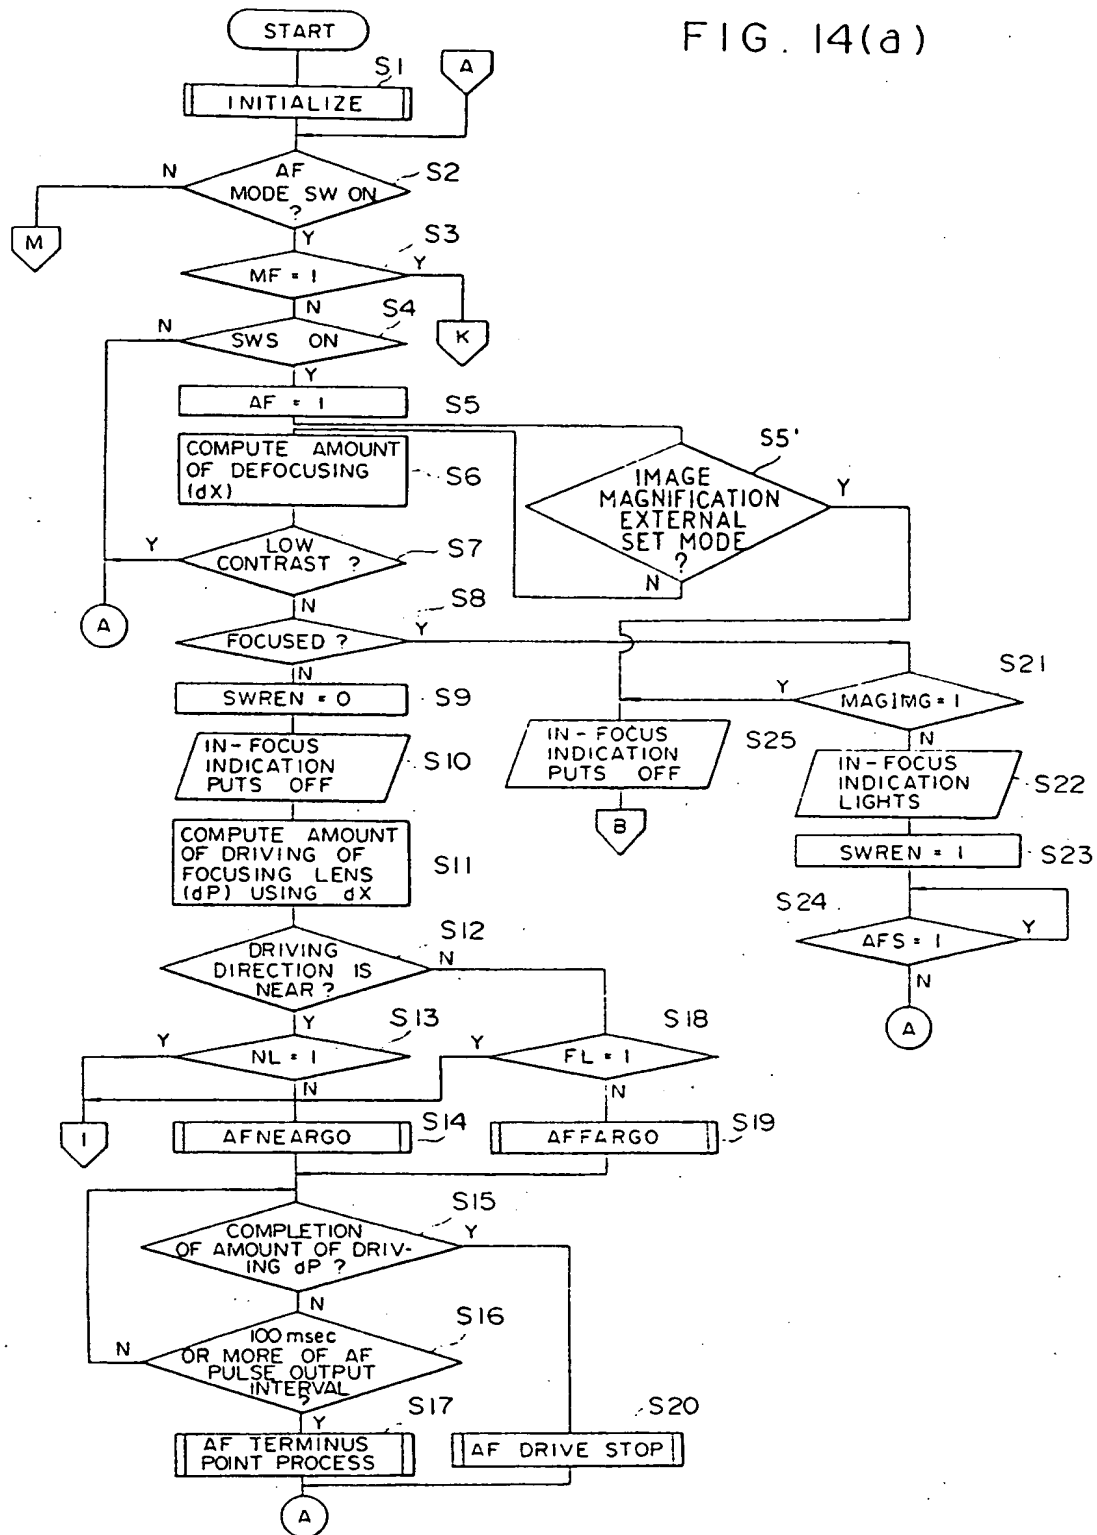 FIG. 14(a)
START
S1
A
INITIALIZE
N
AF
MODE SW ON
?
S2
M
Y
S3
MF = 1
Y
N
K
N
S4
SWS ON
Y
AF = 1
S5
COMPUTE AMOUNT
OF DEFOCUSING
(dX)
S6
S5'
IMAGE
MAGNIFICATION
EXTERNAL
SET MODE
?
Y
N
Y
LOW
CONTRAST ?
S7
A
N
S8
FOCUSED ?
Y
N
SWREN = 0
S9
S21
Y
MAGIMG = 1
N
IN-FOCUS
INDICATION
PUTS OFF
S10
IN-FOCUS
INDICATION
PUTS OFF
S25
B
IN-FOCUS
INDICATION
LIGHTS
S22
SWREN = 1
S23
COMPUTE AMOUNT
OF DRIVING OF
FOCUSING LENS
(dP) USING dX
S11
S24
AFS = 1
Y
N
A
S12
DRIVING
DIRECTION IS
NEAR ?
N
Y
S13
Y
NL = 1
N
S18
Y
FL = 1
N
I
AFNEARGO
S14
AFFARGO
S19
S15
COMPLETION
OF AMOUNT OF DRIV-
ING dP ?
Y
N
S16
N
100 msec
OR MORE OF AF
PULSE OUTPUT
INTERVAL
?
Y
S17
AF TERMINUS
POINT PROCESS
S20
AF DRIVE STOP
A